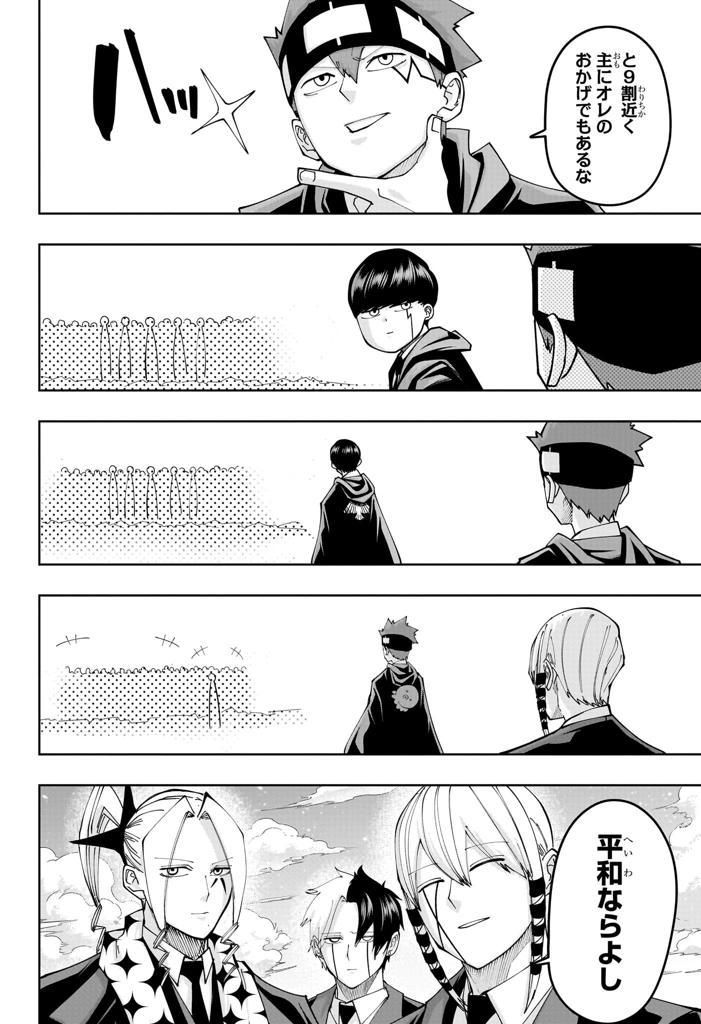 と9割近く
主にオレの
おかげでもあるな
ハッ
平和ならよし